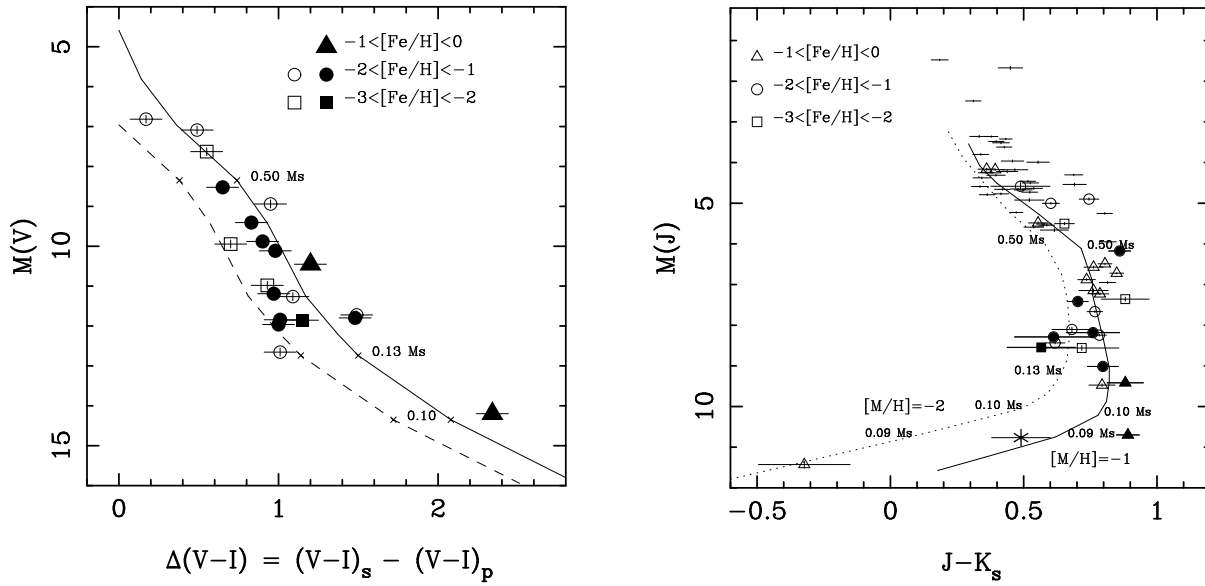 −1<[Fe/H]<0
−2<[Fe/H]<−1
−3<[Fe/H]<−2
0.50 Ms
0.13 Ms
0.10
5
10
15
M(V)
0
1
2
Δ(V−I) = (V−I)s − (V−I)p
−1<[Fe/H]<0
−2<[Fe/H]<−1
−3<[Fe/H]<−2
0.50 Ms
0.50 Ms
0.13 Ms
[M/H]=−2
0.10 Ms
0.10 Ms
0.09 Ms
0.09 Ms
[M/H]=−1
5
10
M(J)
−0.5
0
0.5
1
J−Ks